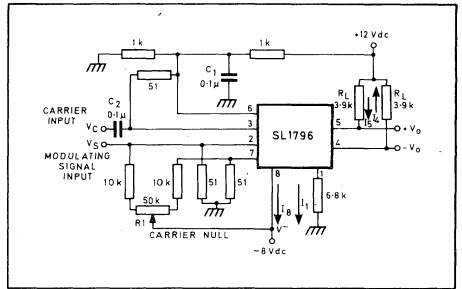 +12 Vdc
1k
1k
C1
0·1μ
51
RL
3·9k
RL
3·9k
C2
0·1μ
I5
I4
CARRIER
INPUT
VC
VS
MODULATING
SIGNAL
INPUT
6
3
2
7
SL1796
5
4
+Vo
-Vo
8
1
10k
10k
51
51
50k
R1
CARRIER NULL
I8
I1
V-
6·8k
-8Vdc